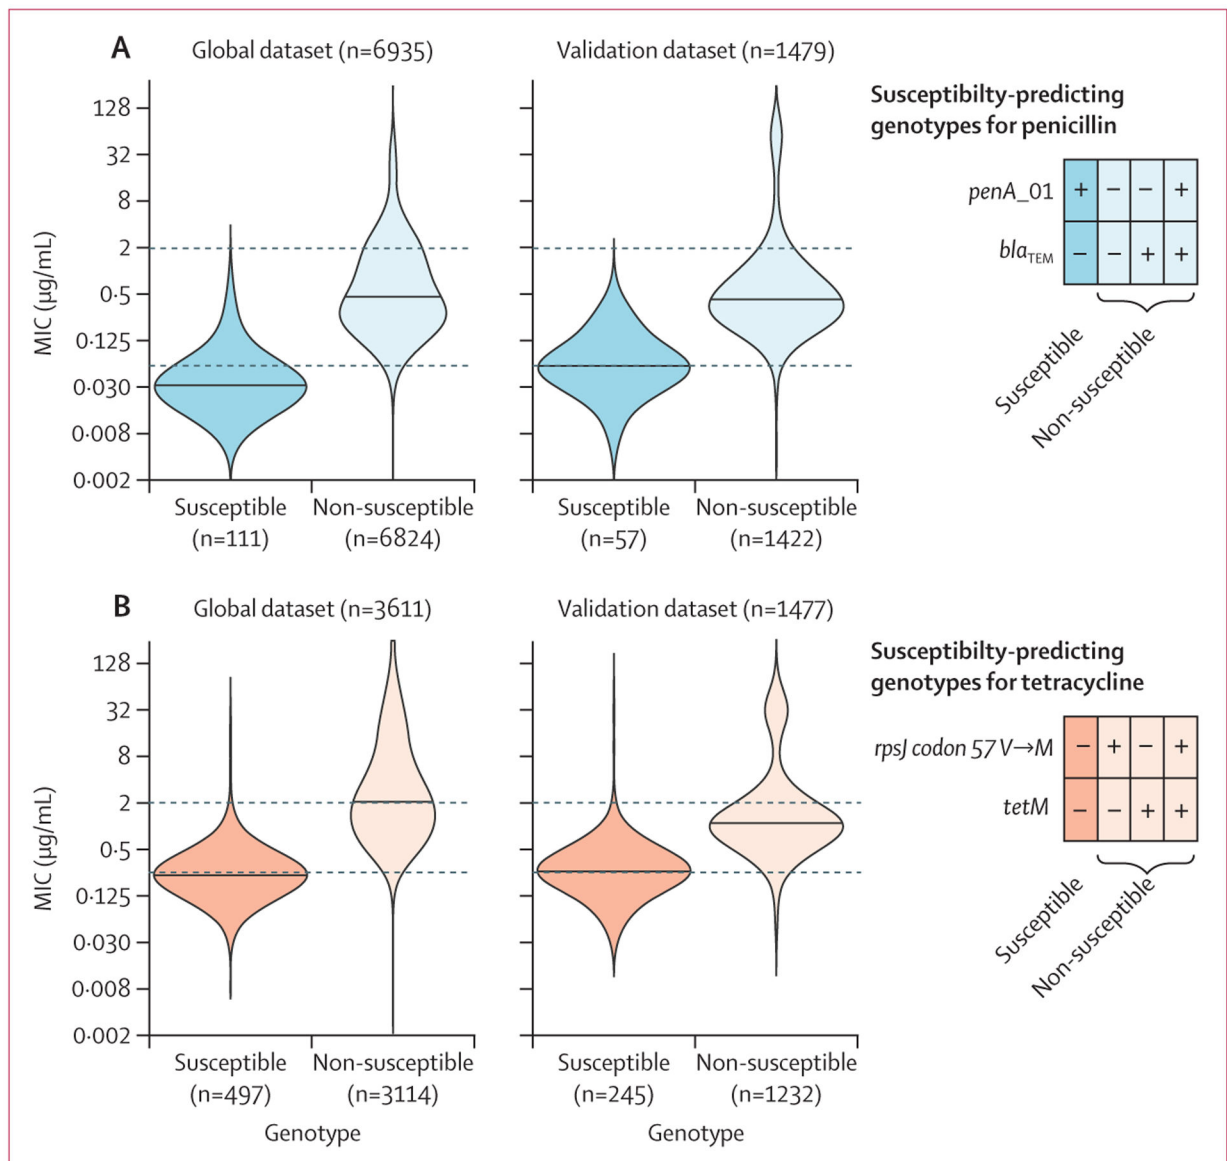 A
Global dataset (n=6935)
Validation dataset (n=1479)
MIC (µg/mL)
128
32
8
2
0·5
0·125
0·030
0·008
0·002
Susceptible
(n=111)
Non-susceptible
(n=6824)
Susceptible
(n=57)
Non-susceptible
(n=1422)
Susceptibilty-predicting
genotypes for penicillin
penA_01 + − − +
blaTEM − − + +
Susceptible
Non-susceptible
B
Global dataset (n=3611)
Validation dataset (n=1477)
MIC (µg/mL)
128
32
8
2
0·5
0·125
0·030
0·008
0·002
Susceptible
(n=497)
Non-susceptible
(n=3114)
Genotype
Susceptible
(n=245)
Non-susceptible
(n=1232)
Genotype
Susceptibilty-predicting
genotypes for tetracycline
rpsJ codon 57 V→M − + − +
tetM − − + +
Susceptible
Non-susceptible